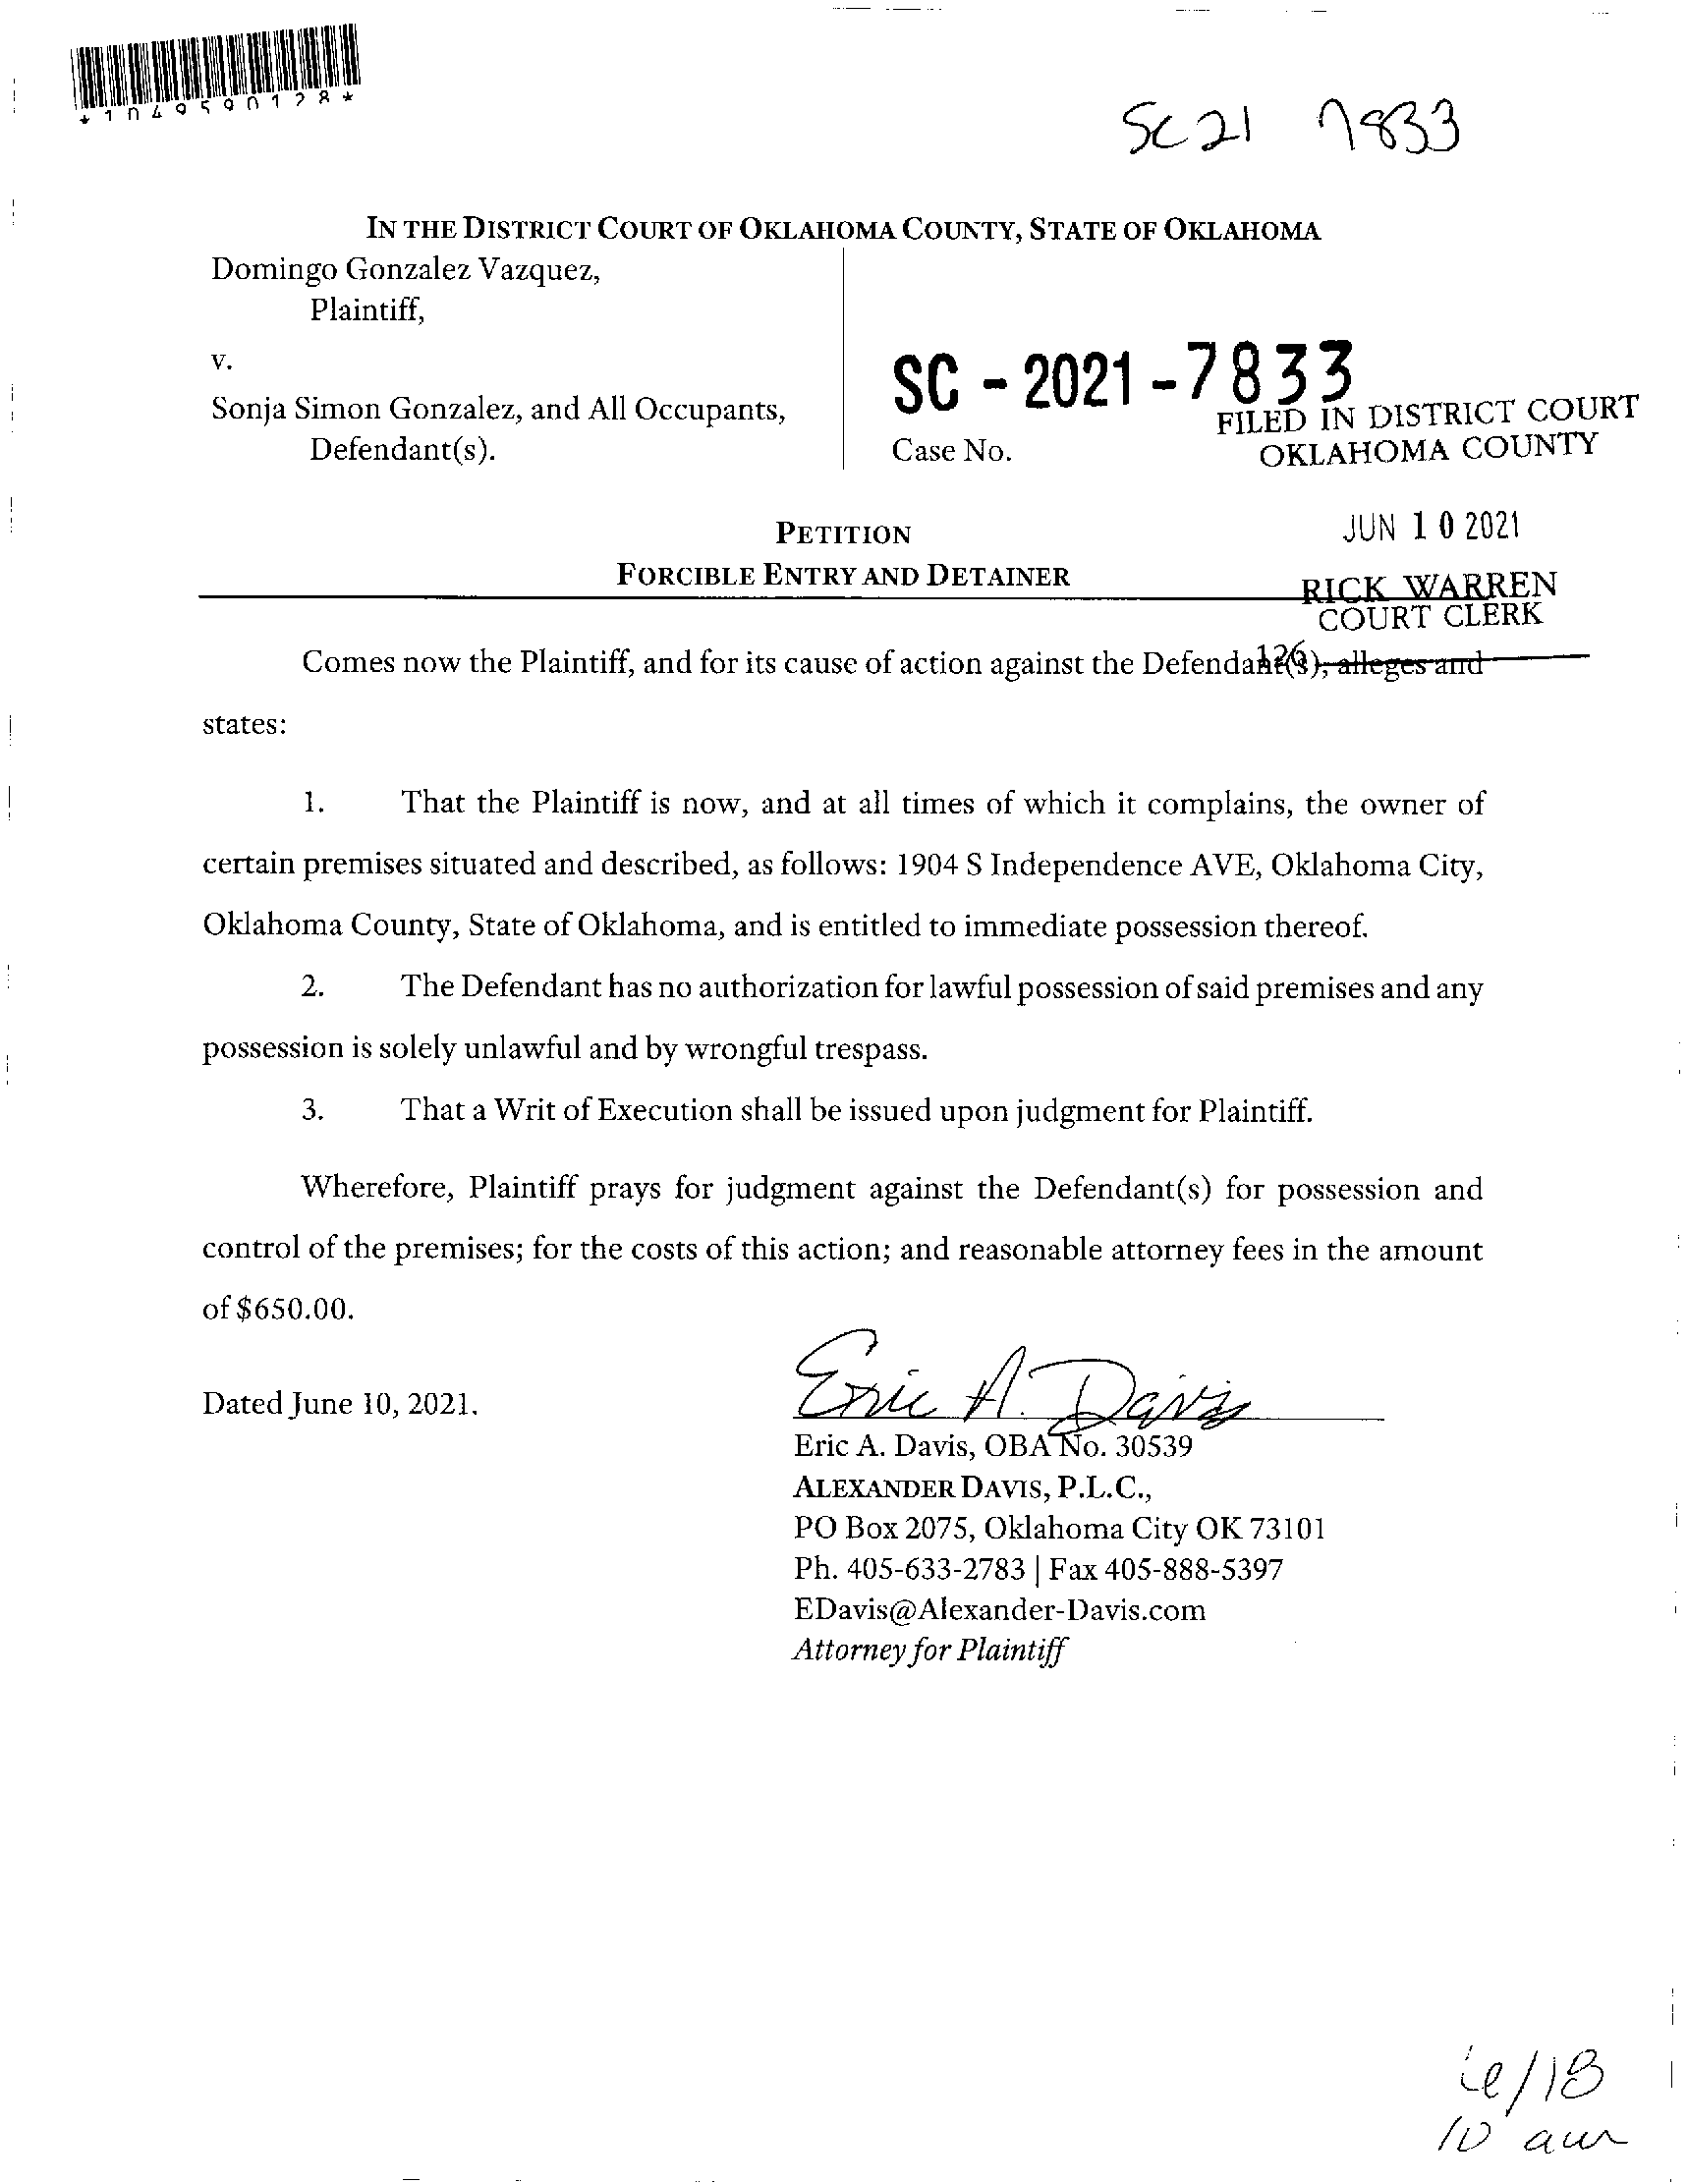 *1049590128*
SC 21 7833
IN THE DISTRICT COURT OF OKLAHOMA COUNTY, STATE OF OKLAHOMA
Domingo Gonzalez Vazquez,
Plaintiff,
v.
Sonja Simon Gonzalez, and All Occupants,
Defendant(s).
SC - 2021 - 7833
Case No.
FILED IN DISTRICT COURT
OKLAHOMA COUNTY
JUN 10 2021
RICK WARREN
COURT CLERK
126
PETITION
FORCIBLE ENTRY AND DETAINER
Comes now the Plaintiff, and for its cause of action against the Defendant(s), alleges and
states:
1. That the Plaintiff is now, and at all times of which it complains, the owner of
certain premises situated and described, as follows: 1904 S Independence AVE, Oklahoma City,
Oklahoma County, State of Oklahoma, and is entitled to immediate possession thereof.
2. The Defendant has no authorization for lawful possession of said premises and any
possession is solely unlawful and by wrongful trespass.
3. That a Writ of Execution shall be issued upon judgment for Plaintiff.
Wherefore, Plaintiff prays for judgment against the Defendant(s) for possession and
control of the premises; for the costs of this action; and reasonable attorney fees in the amount
of $650.00.
Dated June 10, 2021.
Eric A. Davis
Eric A. Davis, OBA No. 30539
ALEXANDER DAVIS, P.L.C.,
PO Box 2075, Oklahoma City OK 73101
Ph. 405-633-2783 | Fax 405-888-5397
EDavis@Alexander-Davis.com
Attorney for Plaintiff
6/18
10 am